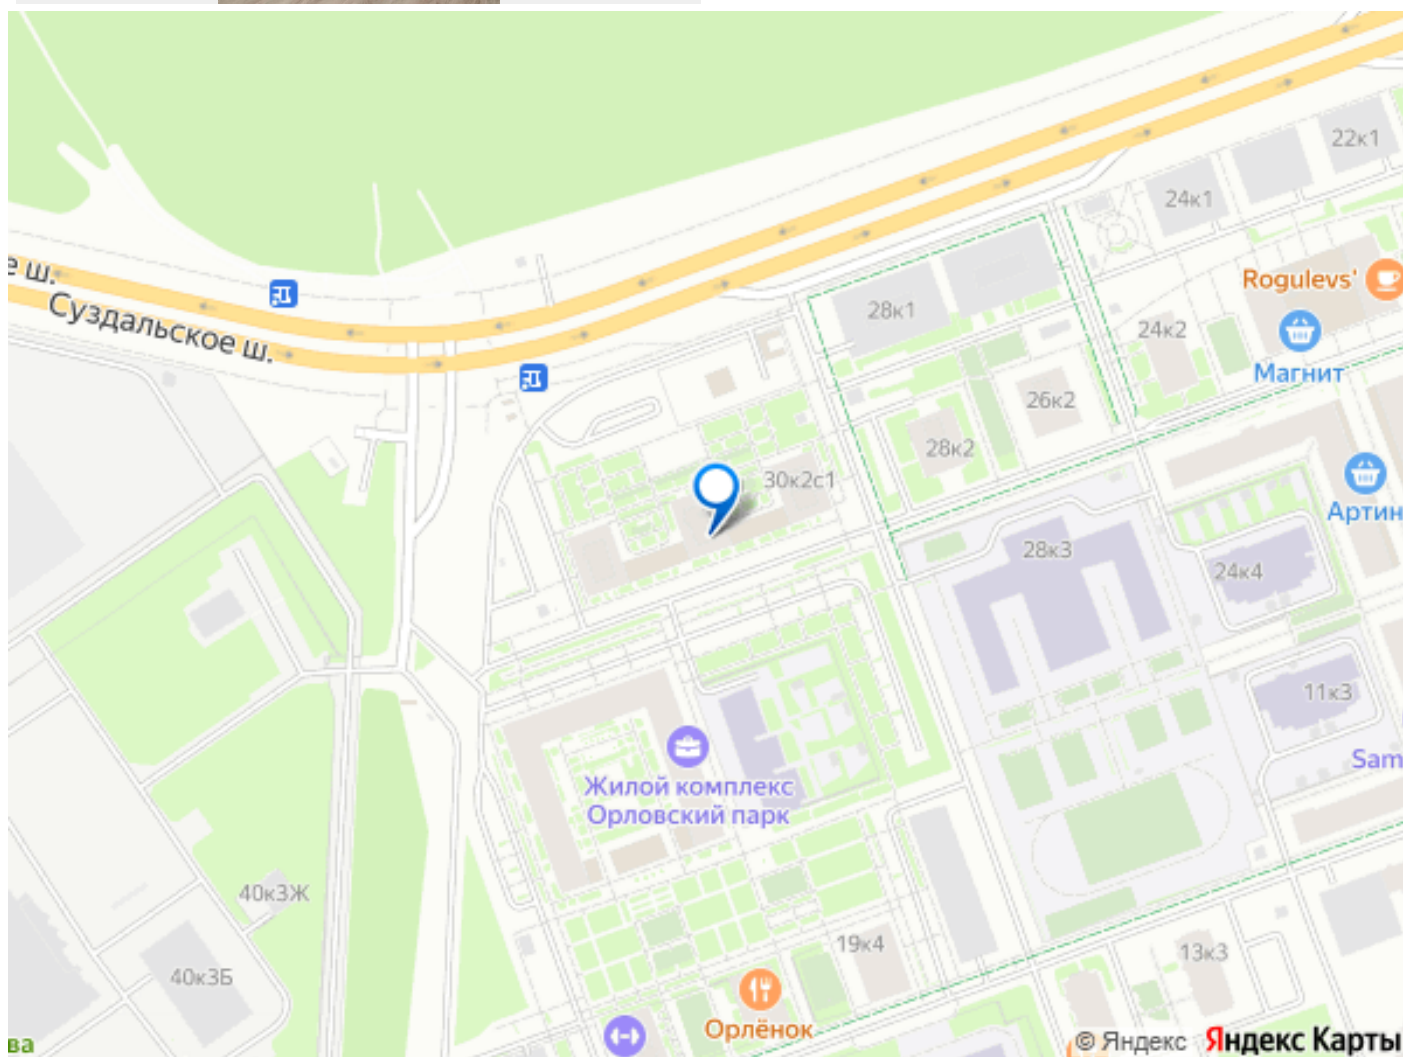 22к1
24к1
Rogulevs'
е ш.
Суздальское ш.
28к1
24к2
Магнит
26к2
28к2
30к2с1
Артин
28к3
24к4
11к3
Sam
Жилой комплекс
Орловский парк
40к3Ж
19к4
13к3
40к3Б
Орлёнок
ва
© Яндекс Яндекс Карты